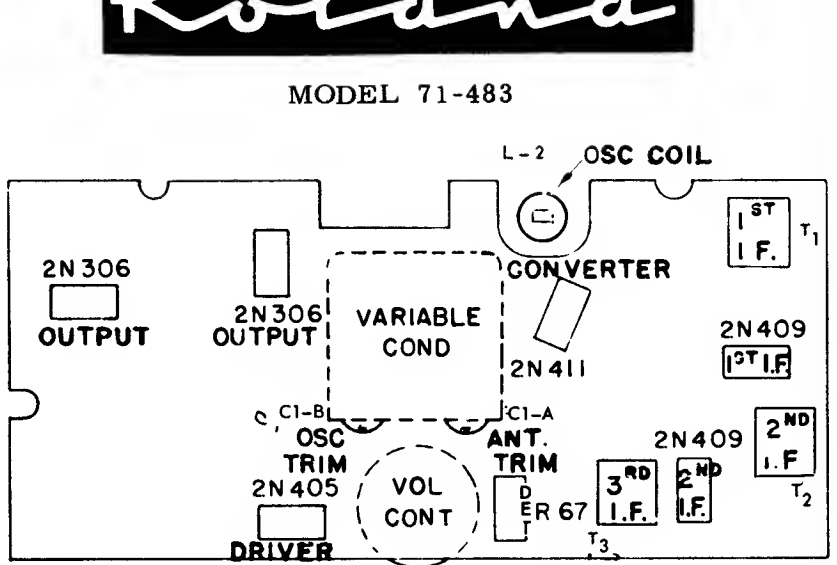 Roland
MODEL 71-483
L-2 OSC COIL
1ST I F.
T1
2N306
OUTPUT
2N306
OUTPUT
VARIABLE COND
CONVERTER
2N411
2N409
1ST I.F.
C1-B
OSC TRIM
C1-A
ANT. TRIM
2N409
2ND I.F.
2ND I.F
T2
2N405
DRIVER
VOL CONT
DET
ER 67
3RD I.F.
T3